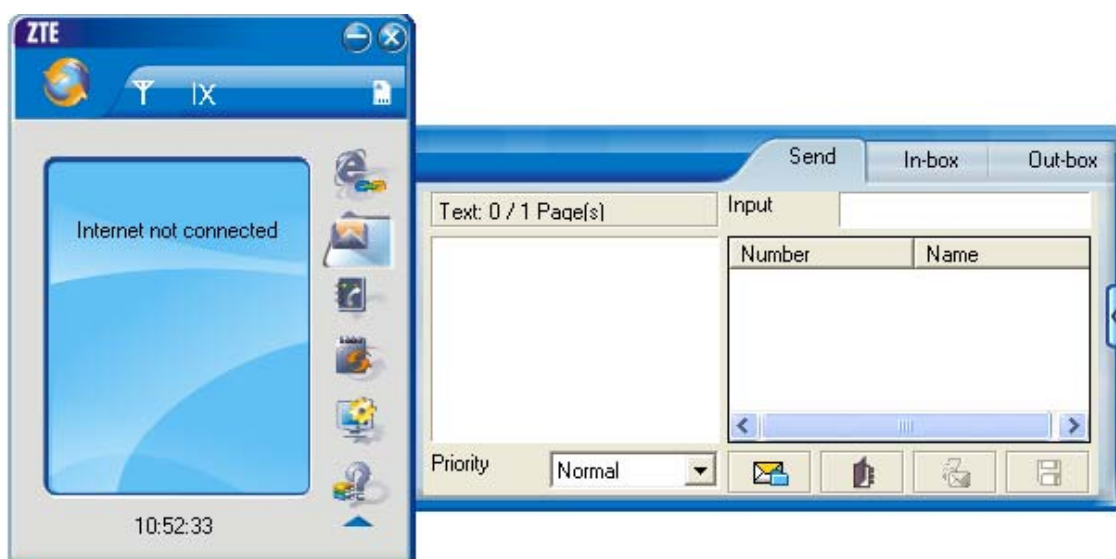 ZTE
1X
Internet not connected
10:52:33
Send
In-box
Out-box
Text: 0 / 1 Page(s)
Input
Number
Name
Priority
Normal